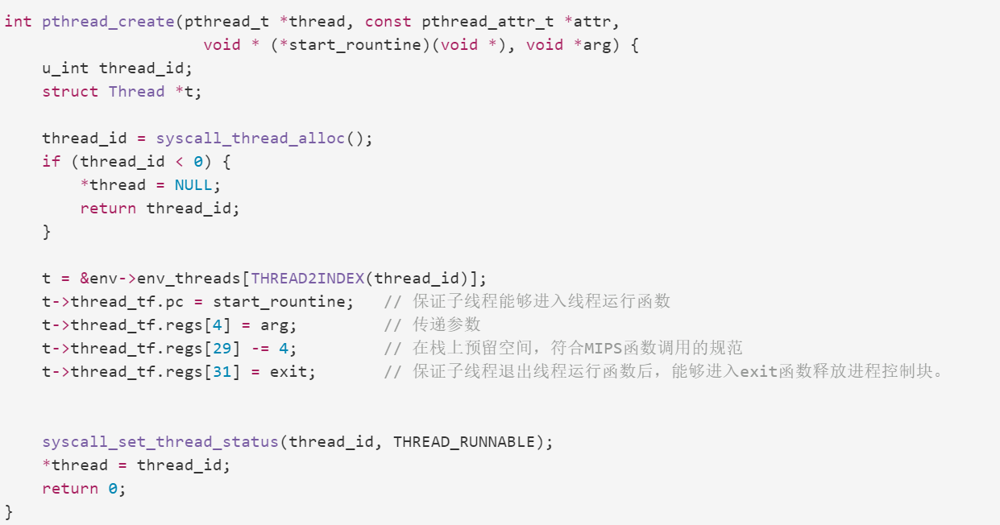 int pthread_create(pthread_t *thread, const pthread_attr_t *attr,
                     void * (*start_rountine)(void *), void *arg) {
    u_int thread_id;
    struct Thread *t;

    thread_id = syscall_thread_alloc();
    if (thread_id < 0) {
        *thread = NULL;
        return thread_id;
    }

    t = &env->env_threads[THREAD2INDEX(thread_id)];
    t->thread_tf.pc = start_rountine;   // 保证子线程能够进入线程运行函数
    t->thread_tf.regs[4] = arg;         // 传递参数
    t->thread_tf.regs[29] -= 4;         // 在栈上预留空间，符合MIPS函数调用的规范
    t->thread_tf.regs[31] = exit;       // 保证子线程退出线程运行函数后，能够进入exit函数释放进程控制块。


    syscall_set_thread_status(thread_id, THREAD_RUNNABLE);
    *thread = thread_id;
    return 0;
}